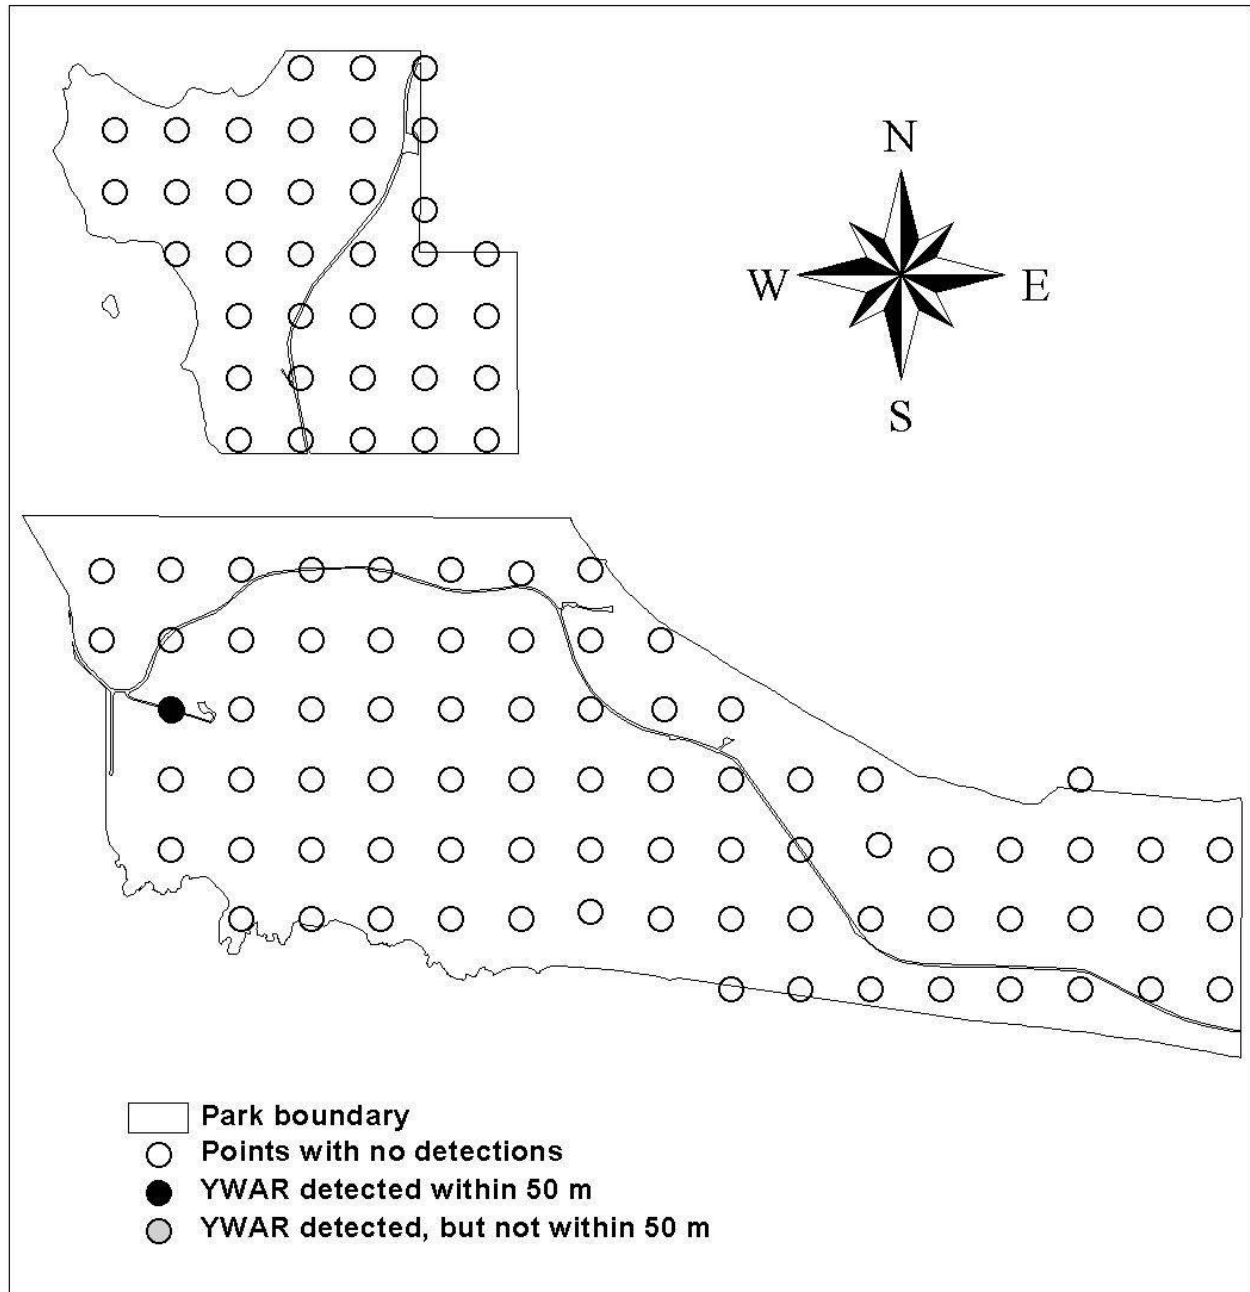 N
W
E
S
Park boundary
Points with no detections
YWAR detected within 50 m
YWAR detected, but not within 50 m